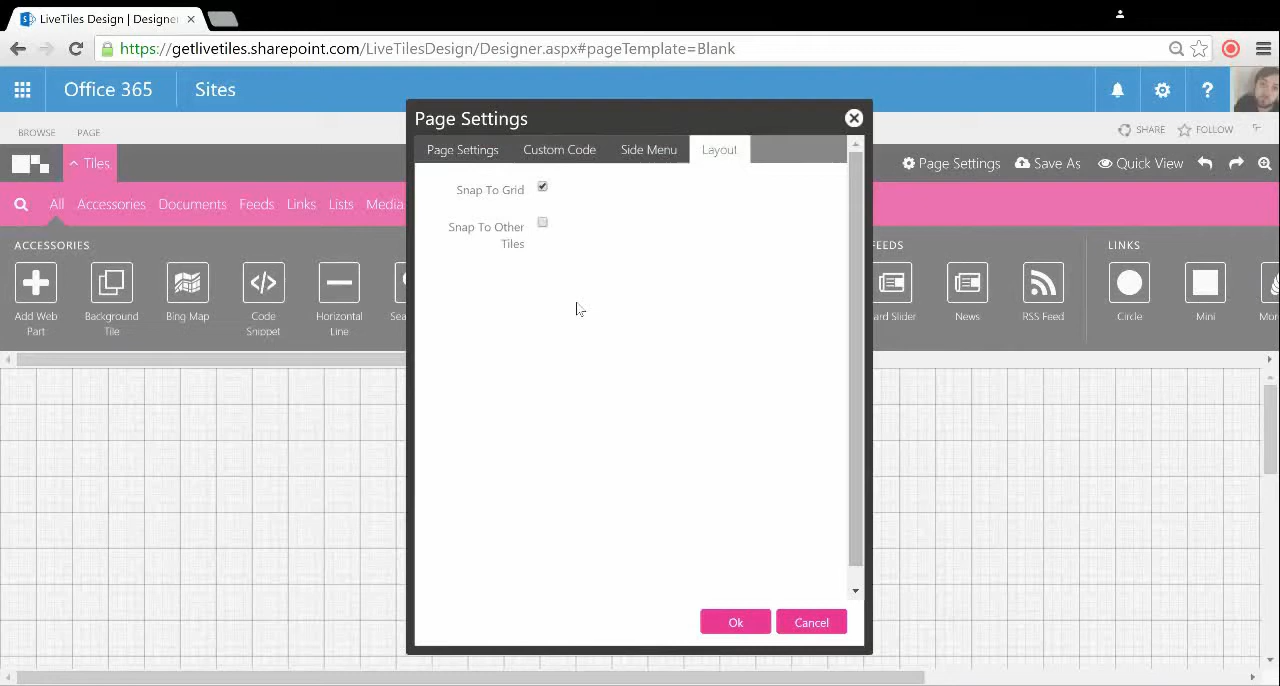 LiveTiles Design | Designer
https://getlivetiles.sharepoint.com/LiveTilesDesign/Designer.aspx#pageTemplate=Blank
Office 365 Sites ?
BROWSE PAGE SHARE FOLLOW
Tiles Page Settings Save As Quick View
All Accessories Documents Feeds Links Lists Media
ACCESSORIES FEEDS LINKS
Add Web
Part
Background
Tile
Bing Map
Code
Snippet
Horizontal
Line
News
RSS Feed
Circle
Mini
Page Settings
Page Settings Custom Code Side Menu Layout
Snap To Grid
Snap To Other
Tiles
Ok Cancel